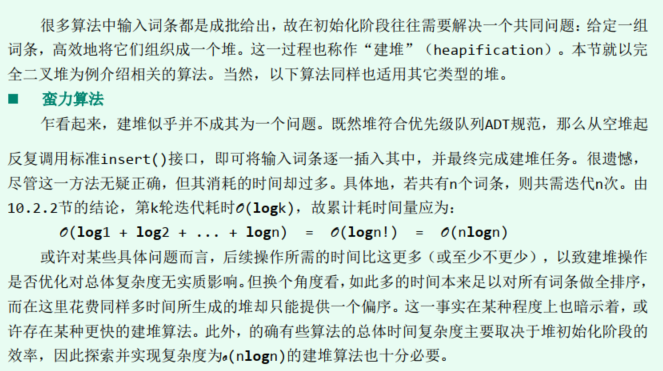 很多算法中输入词条都是成批给出，故在初始化阶段往往需要解决一个共同问题：给定一组
词条，高效地将它们组织成一个堆。这一过程也称作“建堆”（heapification）。本节就以完
全二叉堆为例介绍相关的算法。当然，以下算法同样也适用其它类型的堆。
■ 蛮力算法
乍看起来，建堆似乎并不成其为一个问题。既然堆符合优先级队列ADT规范，那么从空堆起
反复调用标准insert()接口，即可将输入词条逐一插入其中，并最终完成建堆任务。很遗憾，
尽管这一方法无疑正确，但其消耗的时间却过多。具体地，若共有n个词条，则共需迭代n次。由
10.2.2节的结论，第k轮迭代耗时O(logk)，故累计耗时间量应为：
O(log1 + log2 + ... + logn) = O(logn!) = O(nlogn)
或许对某些具体问题而言，后续操作所需的时间比这更多（或至少不更少），以致建堆操作
是否优化对总体复杂度无实质影响。但换个角度看，如此多的时间本来足以对所有词条做全排序，
而在这里花费同样多时间所生成的堆却只能提供一个偏序。这一事实在某种程度上也暗示着，或
许存在某种更快的建堆算法。此外，的确有些算法的总体时间复杂度主要取决于堆初始化阶段的
效率，因此探索并实现复杂度为o(nlogn)的建堆算法也十分必要。